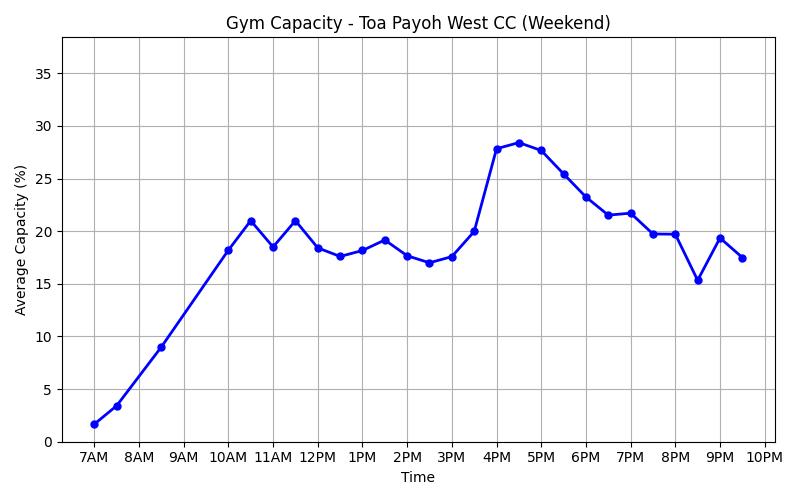 Gym Capacity - Toa Payoh West CC (Weekend)
Average Capacity (%)
35
30
25
20
15
10
5
0
7AM 8AM 9AM 10AM 11AM 12PM 1PM 2PM 3PM 4PM 5PM 6PM 7PM 8PM 9PM 10PM
Time